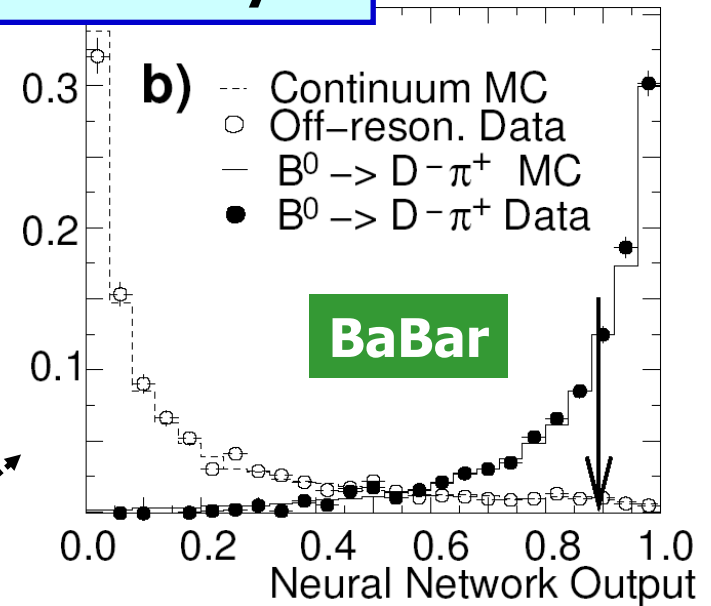 b)
Continuum MC
Off-reson. Data
B⁰ -> D⁻π⁺ MC
B⁰ -> D⁻π⁺ Data
BaBar
0.3
0.2
0.1
0.0 0.2 0.4 0.6 0.8 1.0
Neural Network Output